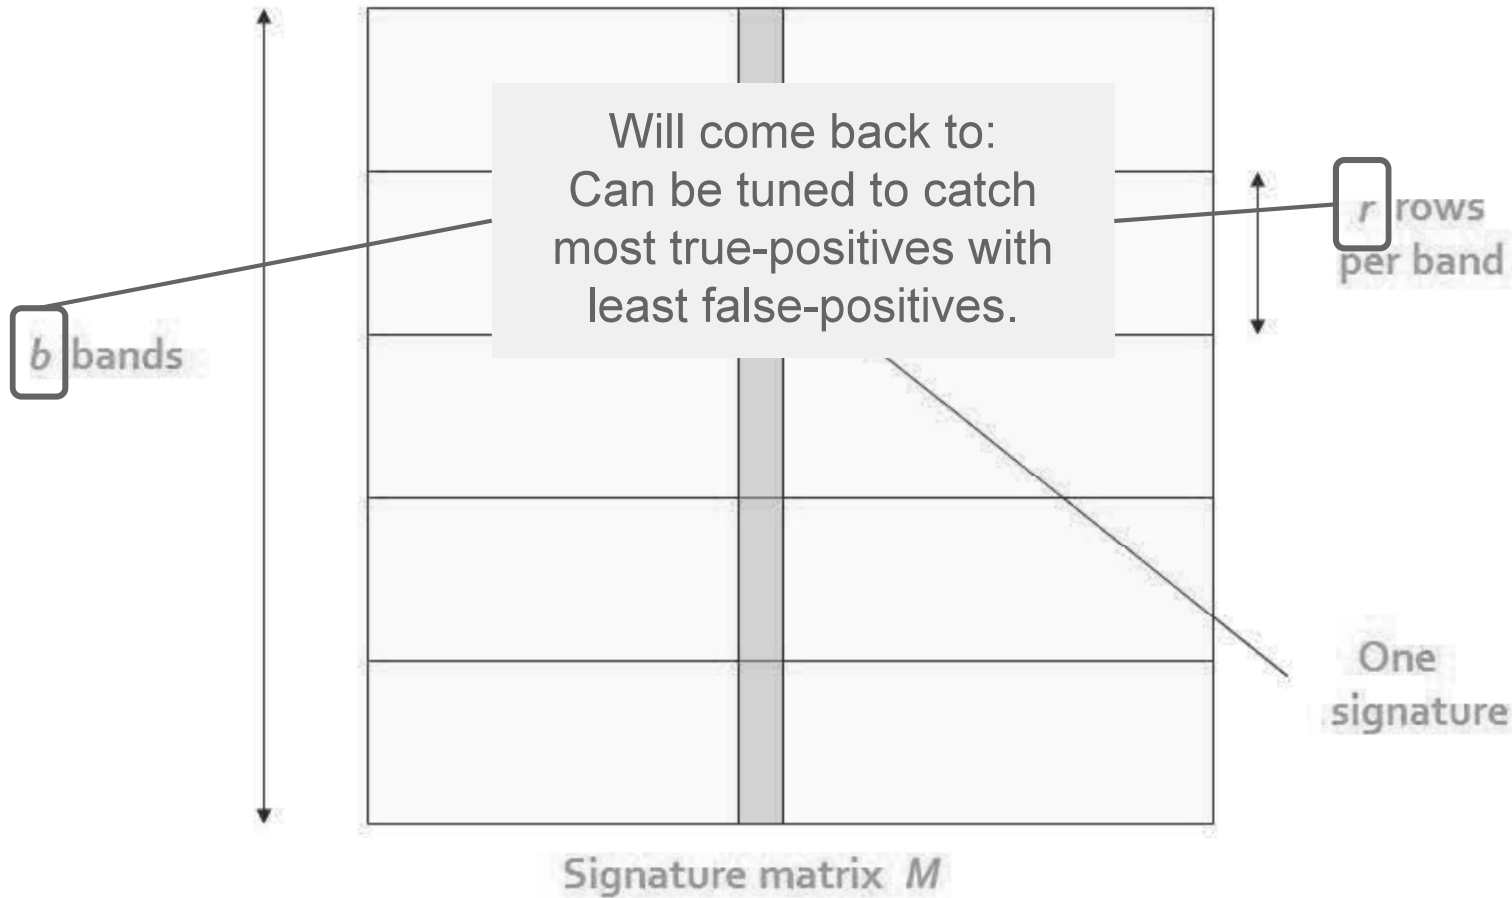 Will come back to:
Can be tuned to catch
most true-positives with
least false-positives.
r rows
per band
b bands
One
signature
Signature matrix M